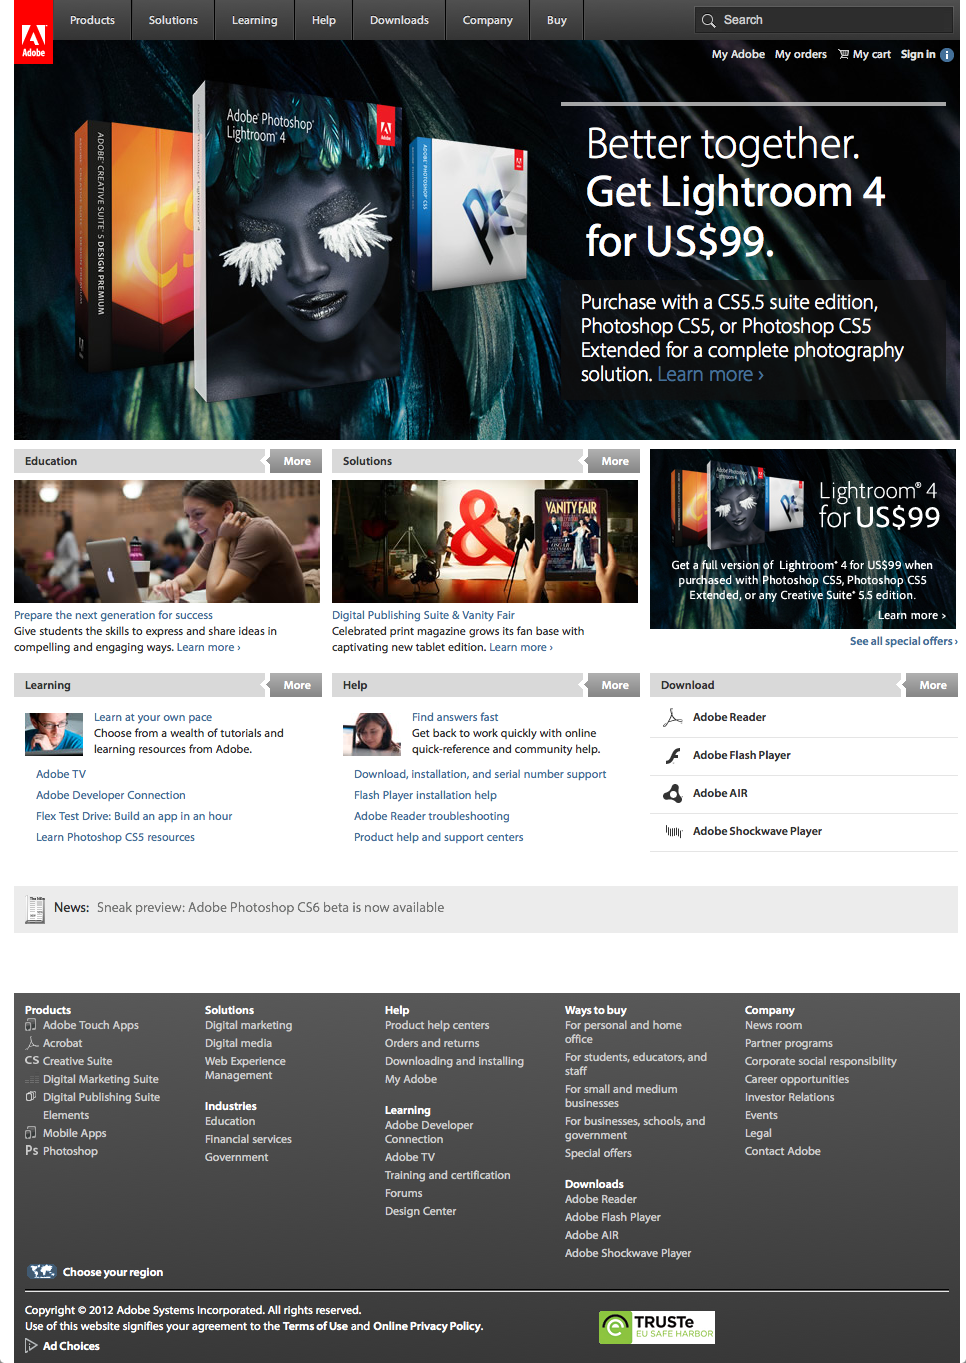 Adobe
Products
Solutions
Learning
Help
Downloads
Company
Buy
Search
My Adobe
My orders
My cart
Sign in
i
Adobe® Photoshop®
Lightroom® 4
Adobe
ADOBE® CREATIVE SUITE® 5 DESIGN PREMIUM
CS5
ADOBE® PHOTOSHOP® CS5
Ps
Better together.
Get Lightroom 4
for US$99.
Purchase with a CS5.5 suite edition,
Photoshop CS5, or Photoshop CS5
Extended for a complete photography
solution. Learn more ›
Education
More
Solutions
More
&
VANITY FAIR
Prepare the next generation for success
Give students the skills to express and share ideas in
compelling and engaging ways. Learn more ›
Digital Publishing Suite & Vanity Fair
Celebrated print magazine grows its fan base with
captivating new tablet edition. Learn more ›
Adobe® Photoshop®
Lightroom® 4
Lightroom® 4
for US$99
Get a full version of Lightroom® 4 for US$99 when
purchased with Photoshop CS5, Photoshop CS5
Extended, or any Creative Suite® 5.5 edition.
Learn more ›
See all special offers ›
Learning
More
Learn at your own pace
Choose from a wealth of tutorials and
learning resources from Adobe.
Adobe TV
Adobe Developer Connection
Flex Test Drive: Build an app in an hour
Learn Photoshop CS5 resources
Help
More
Find answers fast
Get back to work quickly with online
quick-reference and community help.
Download, installation, and serial number support
Flash Player installation help
Adobe Reader troubleshooting
Product help and support centers
Download
More
Adobe Reader
Adobe Flash Player
Adobe AIR
Adobe Shockwave Player
News: Sneak preview: Adobe Photoshop CS6 beta is now available
Products
Adobe Touch Apps
Acrobat
CS Creative Suite
Digital Marketing Suite
Digital Publishing Suite
Elements
Mobile Apps
Ps Photoshop
Solutions
Digital marketing
Digital media
Web Experience
Management
Industries
Education
Financial services
Government
Help
Product help centers
Orders and returns
Downloading and installing
My Adobe
Learning
Adobe Developer
Connection
Adobe TV
Training and certification
Forums
Design Center
Ways to buy
For personal and home
office
For students, educators, and
staff
For small and medium
businesses
For businesses, schools, and
government
Special offers
Downloads
Adobe Reader
Adobe Flash Player
Adobe AIR
Adobe Shockwave Player
Company
News room
Partner programs
Corporate social responsibility
Career opportunities
Investor Relations
Events
Legal
Contact Adobe
Choose your region
Copyright © 2012 Adobe Systems Incorporated. All rights reserved.
Use of this website signifies your agreement to the Terms of Use and Online Privacy Policy.
Ad Choices
TRUSTe
EU SAFE HARBOR